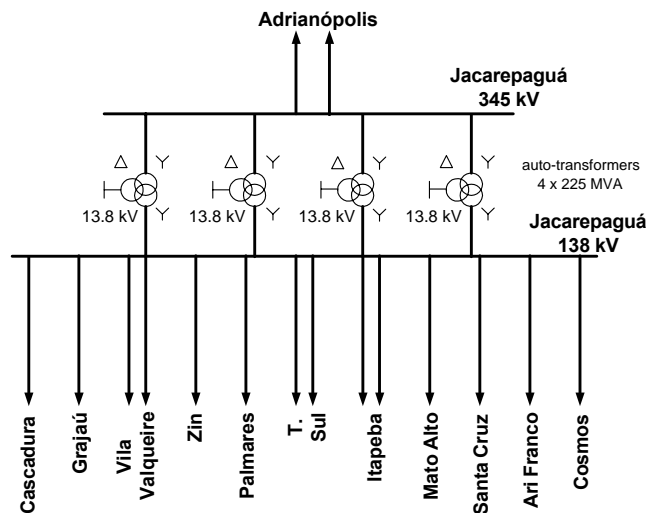 Adrianópolis
Jacarepaguá
345 kV
auto-transformers
4 x 225 MVA
13.8 kV
13.8 kV
13.8 kV
13.8 kV
Jacarepaguá
138 kV
Cascadura
Grajaú
Vila
Valqueire
Zin
Palmares
T.
Sul
Itapeba
Mato Alto
Santa Cruz
Ari Franco
Cosmos